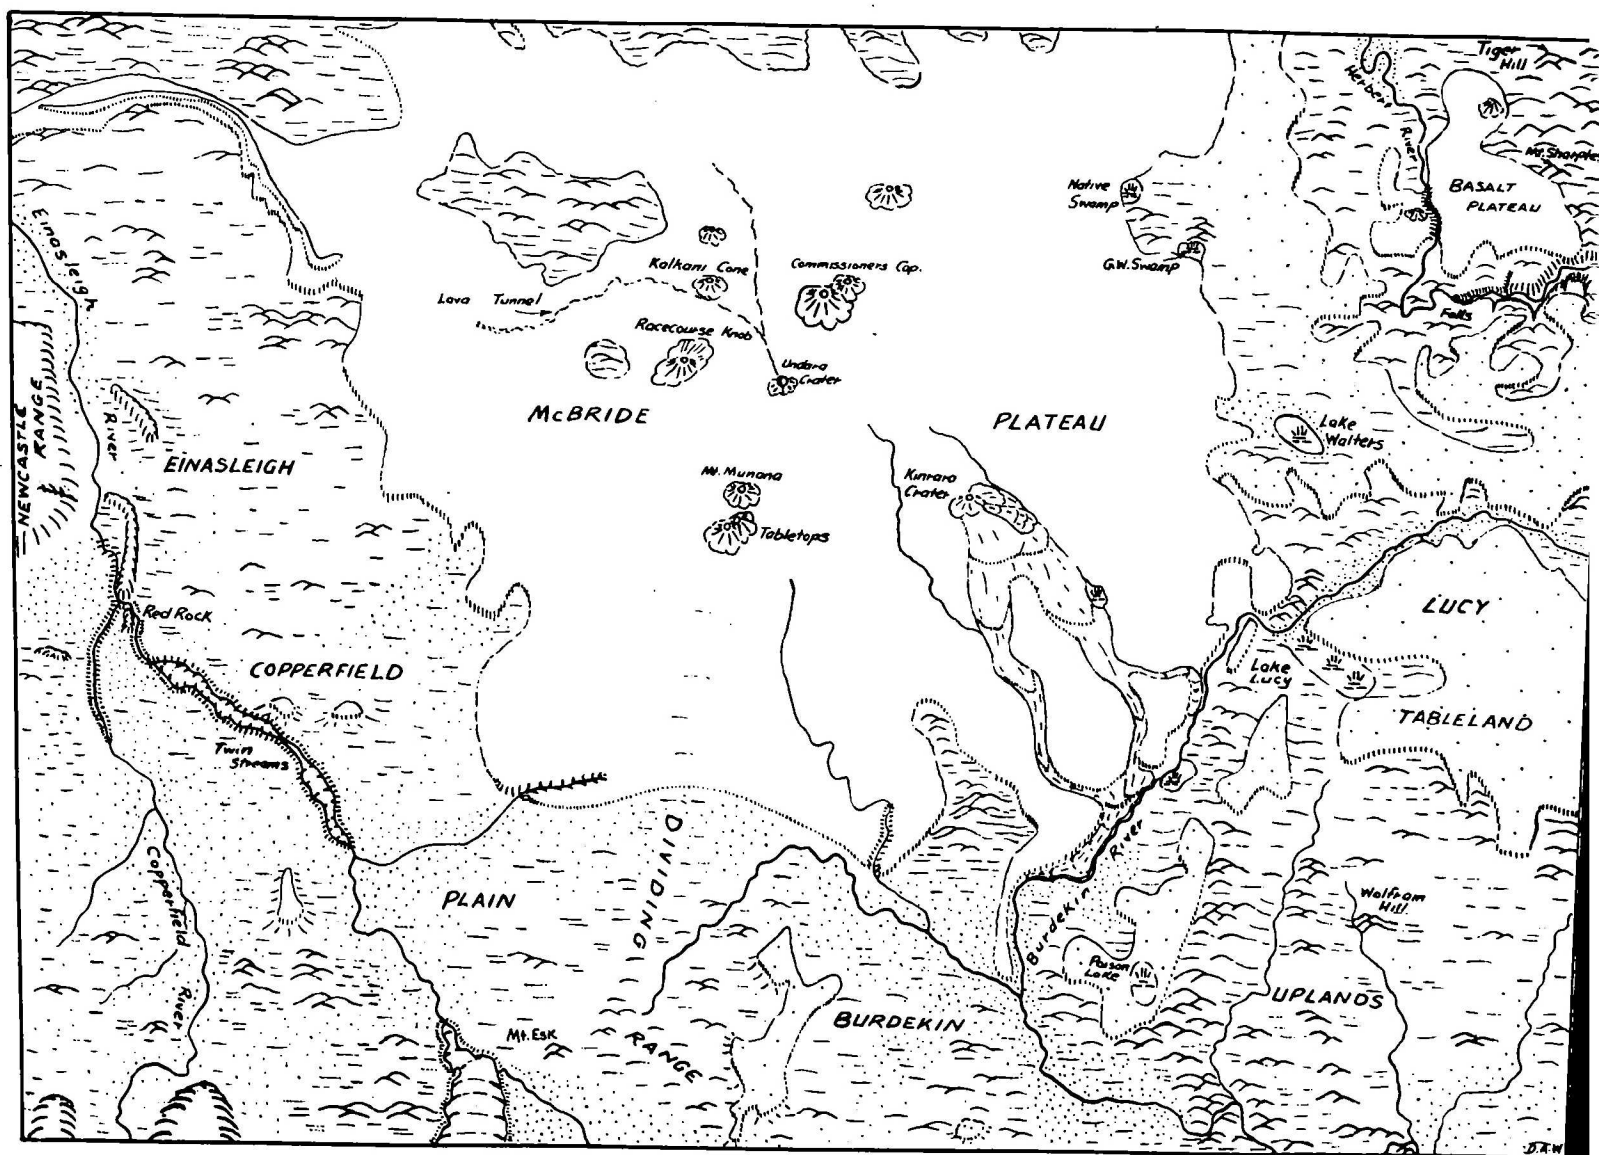 Tiger
Hill
Herbert
River
Mt. Sharples
BASALT
PLATEAU
Native
Swamp
G.W. Swamp
Falls
Einasleigh
River
Kalkani Cone
Commissioners Cap.
Lava Tunnel
Racecourse Knob
Undara
Crater
NEWCASTLE
RANGE
McBRIDE
PLATEAU
Lake
Walters
EINASLEIGH
Mt. Munana
Kinrara
Crater
Tabletops
Red Rock
LUCY
COPPERFIELD
Lake
Lucy
TABLELAND
Twin
Streams
DIVIDING
RANGE
Copperfield
River
PLAIN
Burdekin River
Wolfram
Hill.
Poison
Lake
UPLANDS
BURDEKIN
Mt. Esk
D.A.W